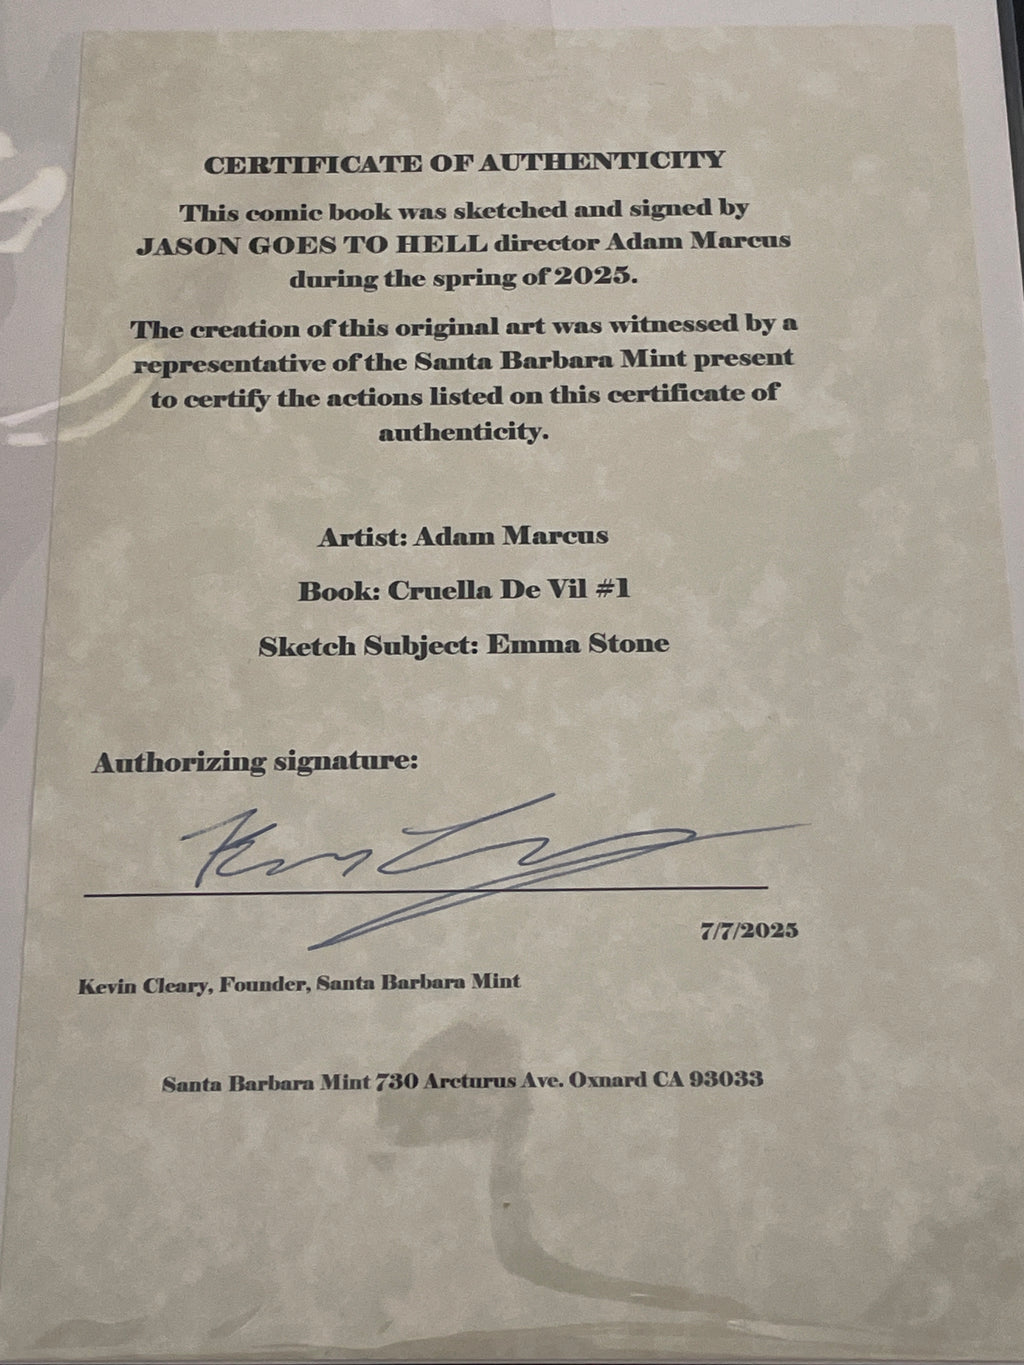 CERTIFICATE OF AUTHENTICITY
This comic book was sketched and signed by
JASON GOES TO HELL director Adam Marcus
during the spring of 2025.
The creation of this original art was witnessed by a
representative of the Santa Barbara Mint present
to certify the actions listed on this certificate of
authenticity.
Artist: Adam Marcus
Book: Cruella De Vil #1
Sketch Subject: Emma Stone
Authorizing signature:
7/7/2025
Kevin Cleary, Founder, Santa Barbara Mint
Santa Barbara Mint 730 Arcturus Ave. Oxnard CA 93033